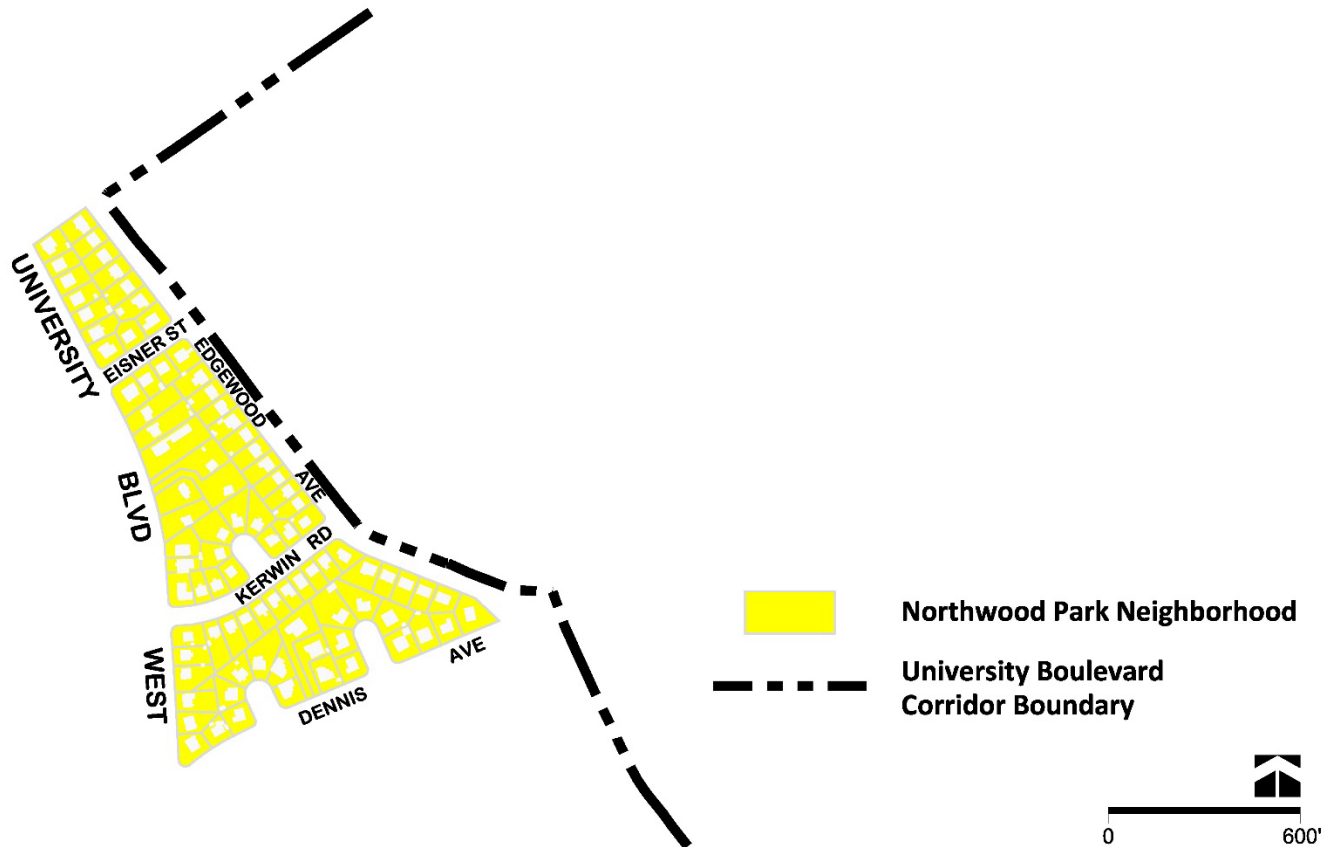 UNIVERSITY
BLVD
WEST
EISNER ST
EDGEWOOD
AVE
KERWIN RD
DENNIS
AVE
Northwood Park Neighborhood
University Boulevard
Corridor Boundary
0 600'